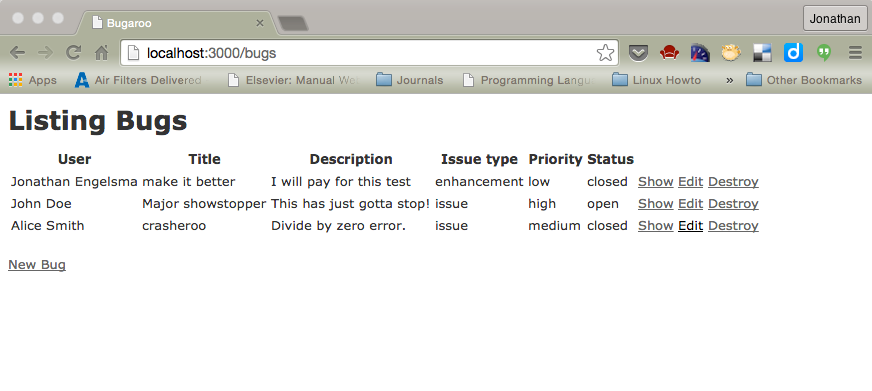 Bugaroo
Jonathan
localhost:3000/bugs
Apps Air Filters Delivered Elsevier: Manual Journals Programming Linux Howto » Other Bookmarks
Listing Bugs
User Title Description Issue type Priority Status
Jonathan Engelsma make it better I will pay for this test enhancement low closed Show Edit Destroy
John Doe Major showstopper This has just gotta stop! issue high open Show Edit Destroy
Alice Smith crasheroo Divide by zero error. issue medium closed Show Edit Destroy
New Bug